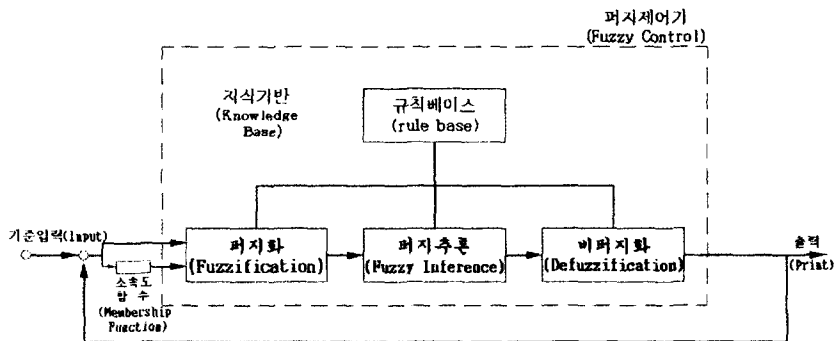 퍼지제어기
(Fuzzy Control)
지식기반
(Knowledge
Base)
규칙베이스
(rule base)
기준입력(Input)
퍼지화
(Fuzzification)
퍼지추론
(Fuzzy Inference)
비퍼지화
(Defuzzification)
출력
(Print)
소속도
함 수
(Membership
Function)